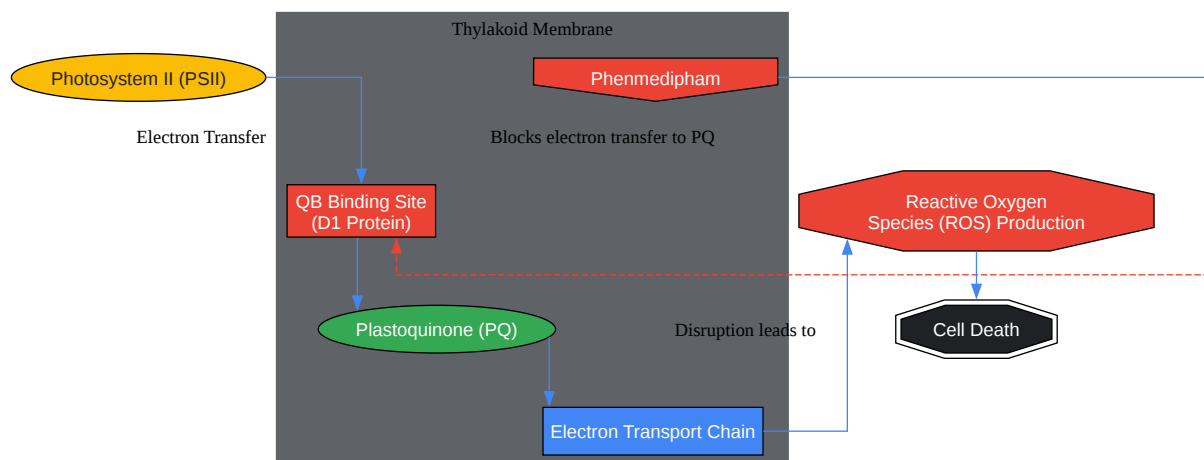 Thylakoid Membrane
Photosystem II (PSII)
Phenmedipham
Electron Transfer
Blocks electron transfer to PQ
QB Binding Site
(D1 Protein)
Reactive Oxygen
Species (ROS) Production
Plastoquinone (PQ)
Disruption leads to
Cell Death
Electron Transport Chain